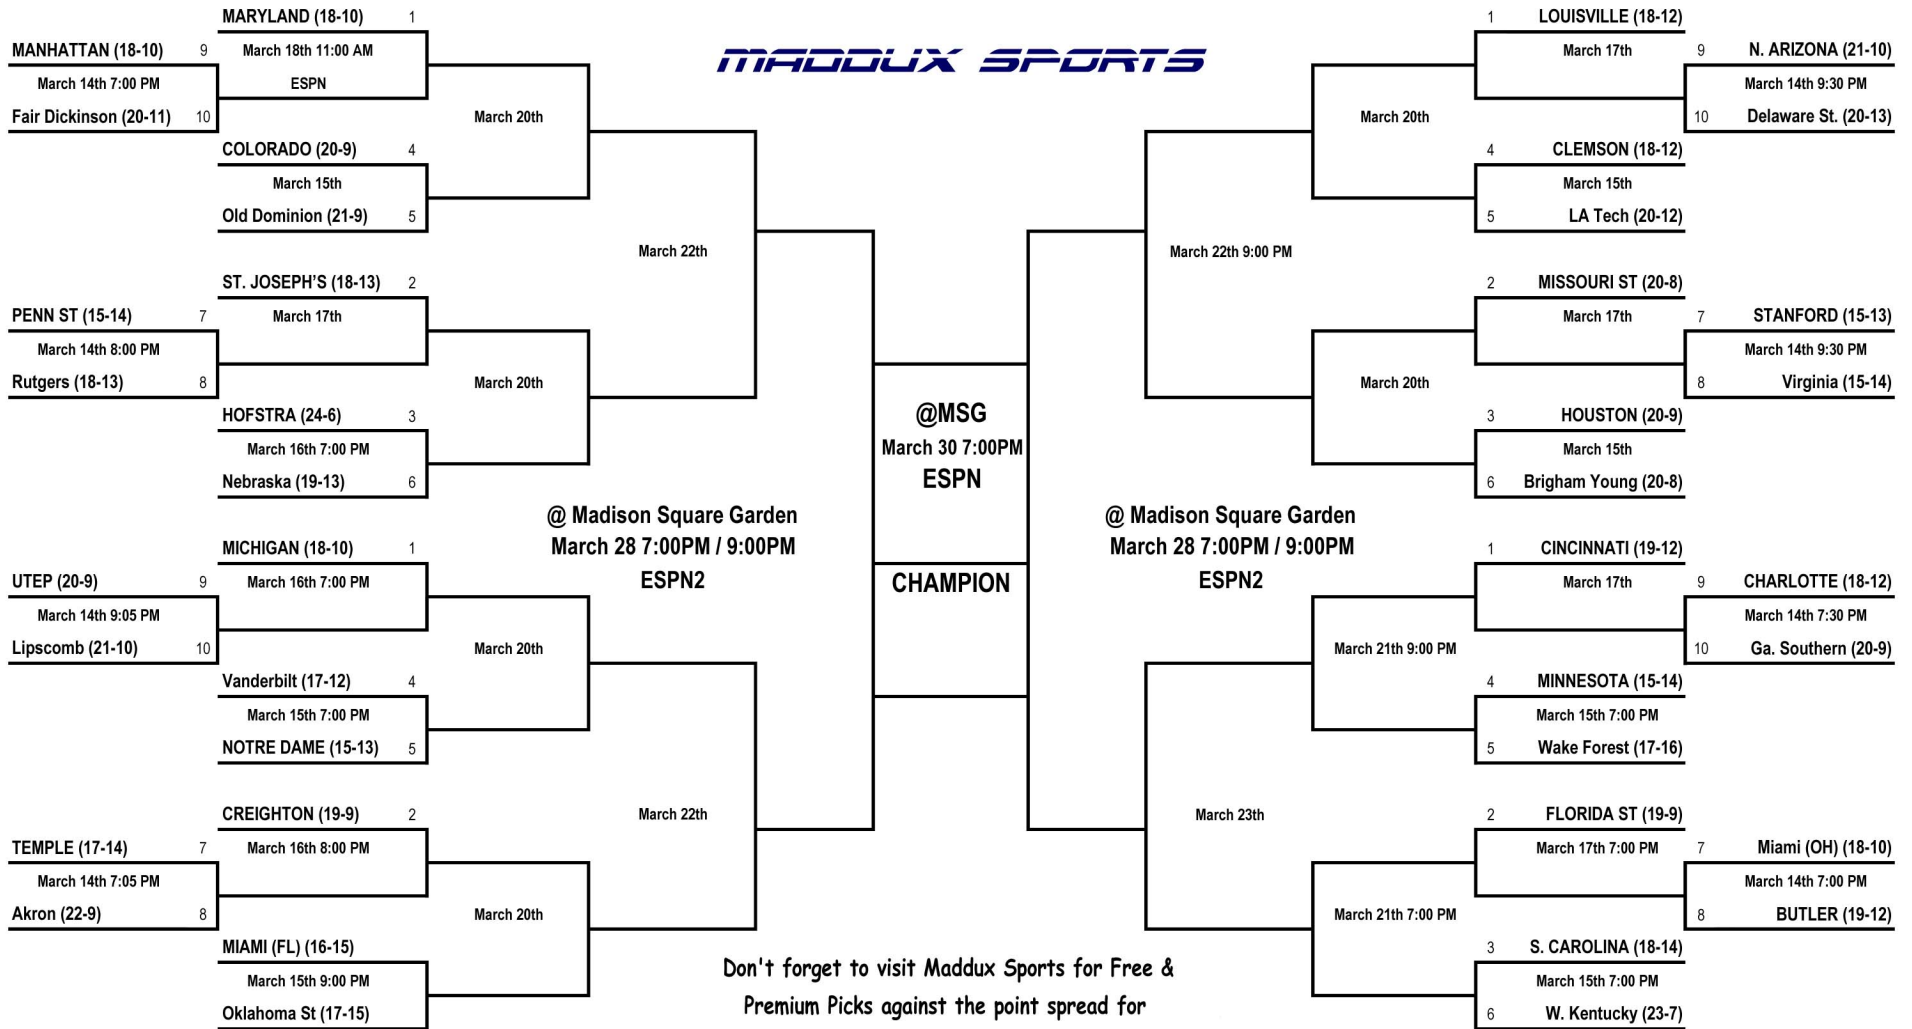 MADDUX SPORTS
MARYLAND (18-10) 1
MANHATTAN (18-10) 9
March 18th 11:00 AM
March 14th 7:00 PM
ESPN
Fair Dickinson (20-11) 10
March 20th
COLORADO (20-9) 4
March 15th
Old Dominion (21-9) 5
March 22th
ST. JOSEPH'S (18-13) 2
PENN ST (15-14) 7
March 17th
March 14th 8:00 PM
Rutgers (18-13) 8
March 20th
HOFSTRA (24-6) 3
March 16th 7:00 PM
Nebraska (19-13) 6
@ Madison Square Garden
March 28 7:00PM / 9:00PM
ESPN2
MICHIGAN (18-10) 1
UTEP (20-9) 9
March 16th 7:00 PM
March 14th 9:05 PM
Lipscomb (21-10) 10
March 20th
Vanderbilt (17-12) 4
March 15th 7:00 PM
NOTRE DAME (15-13) 5
March 22th
CREIGHTON (19-9) 2
TEMPLE (17-14) 7
March 16th 8:00 PM
March 14th 7:05 PM
Akron (22-9) 8
March 20th
MIAMI (FL) (16-15)
March 15th 9:00 PM
Oklahoma St (17-15)
@MSG
March 30 7:00PM
ESPN
CHAMPION
1 LOUISVILLE (18-12)
March 17th
9 N. ARIZONA (21-10)
March 14th 9:30 PM
10 Delaware St. (20-13)
March 20th
4 CLEMSON (18-12)
March 15th
5 LA Tech (20-12)
March 22th 9:00 PM
2 MISSOURI ST (20-8)
March 17th
7 STANFORD (15-13)
March 14th 9:30 PM
8 Virginia (15-14)
March 20th
3 HOUSTON (20-9)
March 15th
6 Brigham Young (20-8)
@ Madison Square Garden
March 28 7:00PM / 9:00PM
ESPN2
1 CINCINNATI (19-12)
March 17th
9 CHARLOTTE (18-12)
March 14th 7:30 PM
10 Ga. Southern (20-9)
March 21th 9:00 PM
4 MINNESOTA (15-14)
March 15th 7:00 PM
5 Wake Forest (17-16)
March 23th
2 FLORIDA ST (19-9)
March 17th 7:00 PM
7 Miami (OH) (18-10)
March 14th 7:00 PM
8 BUTLER (19-12)
March 21th 7:00 PM
3 S. CAROLINA (18-14)
March 15th 7:00 PM
6 W. Kentucky (23-7)
Don't forget to visit Maddux Sports for Free &
Premium Picks against the point spread for